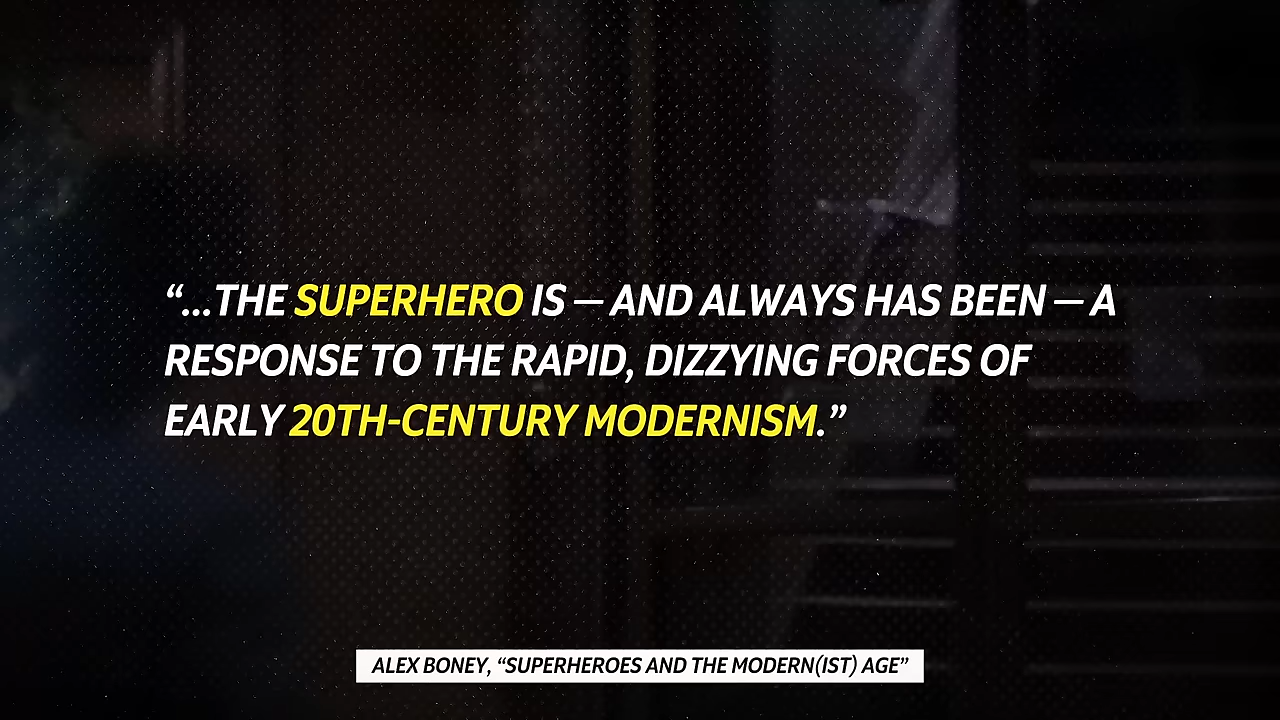 “...THE SUPERHERO IS — AND ALWAYS HAS BEEN — A
RESPONSE TO THE RAPID, DIZZYING FORCES OF
EARLY 20TH-CENTURY MODERNISM.”
ALEX BONEY, “SUPERHEROES AND THE MODERN(IST) AGE”